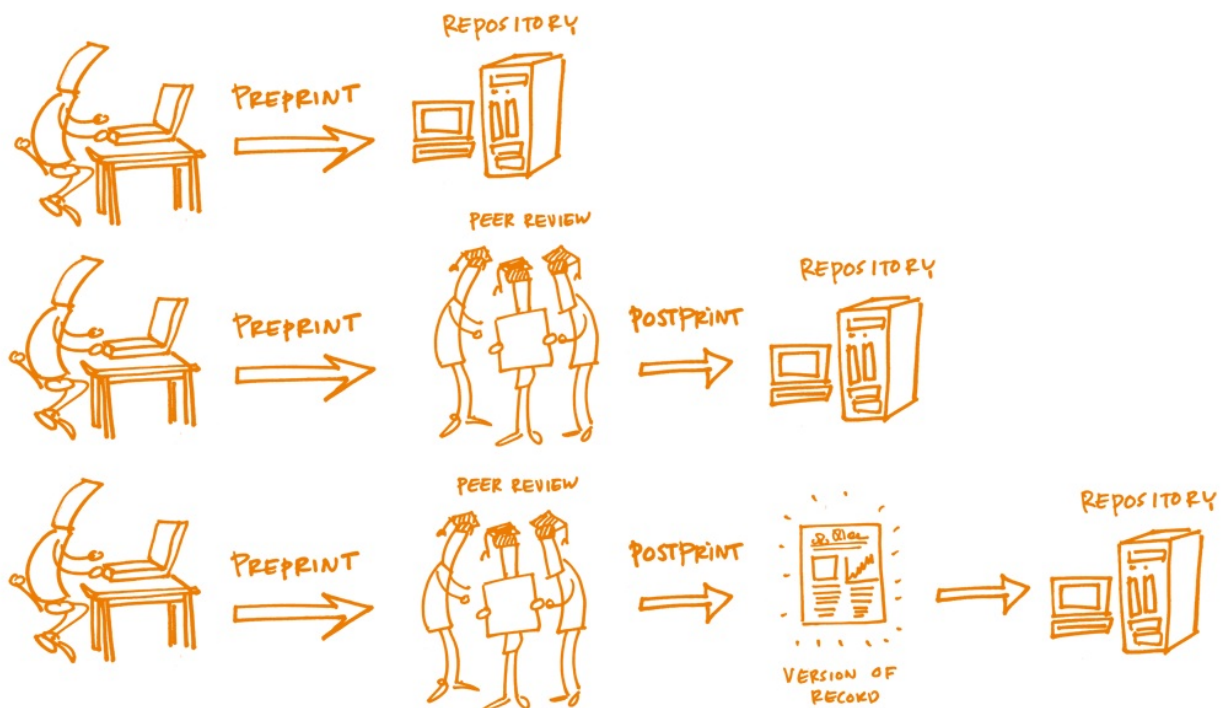 REPOSITORY
PREPRINT
PEER REVIEW
REPOSITORY
PREPRINT
POSTPRINT
PEER REVIEW
REPOSITORY
PREPRINT
POSTPRINT
VERSION OF
RECORD